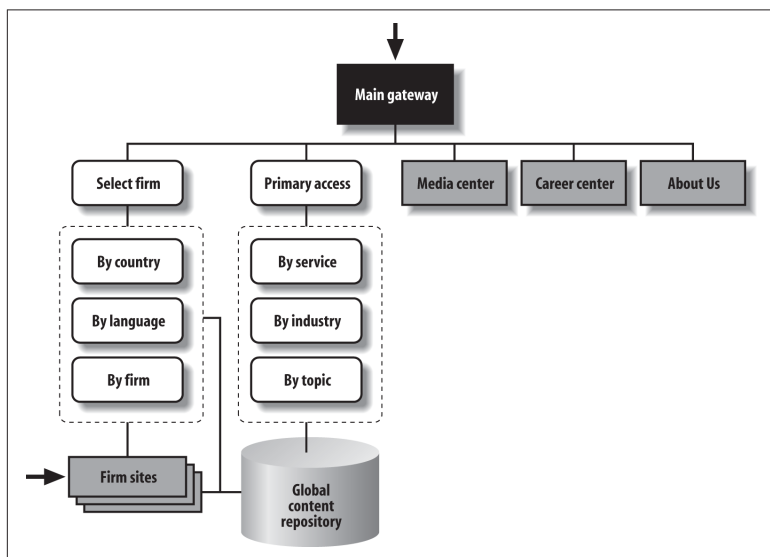 Main gateway
Select firm
Primary access
Media center
Career center
About Us
By country
By service
By language
By industry
By firm
By topic
Firm sites
Global
content
repository